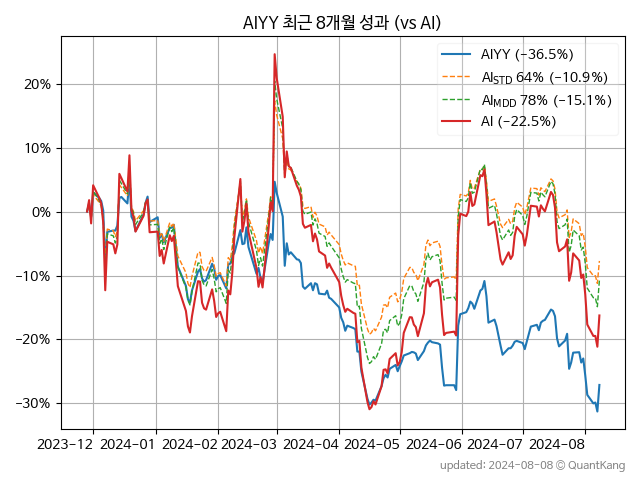 AIYY 최근 8개월 성과 (vs AI)
AIYY (−36.5%)
AI_STD 64% (−10.9%)
AI_MDD 78% (−15.1%)
AI (−22.5%)
20%
10%
0%
−10%
−20%
−30%
2023-12 2024-01 2024-02 2024-03 2024-04 2024-05 2024-06 2024-07 2024-08
updated: 2024-08-08 © QuantKang